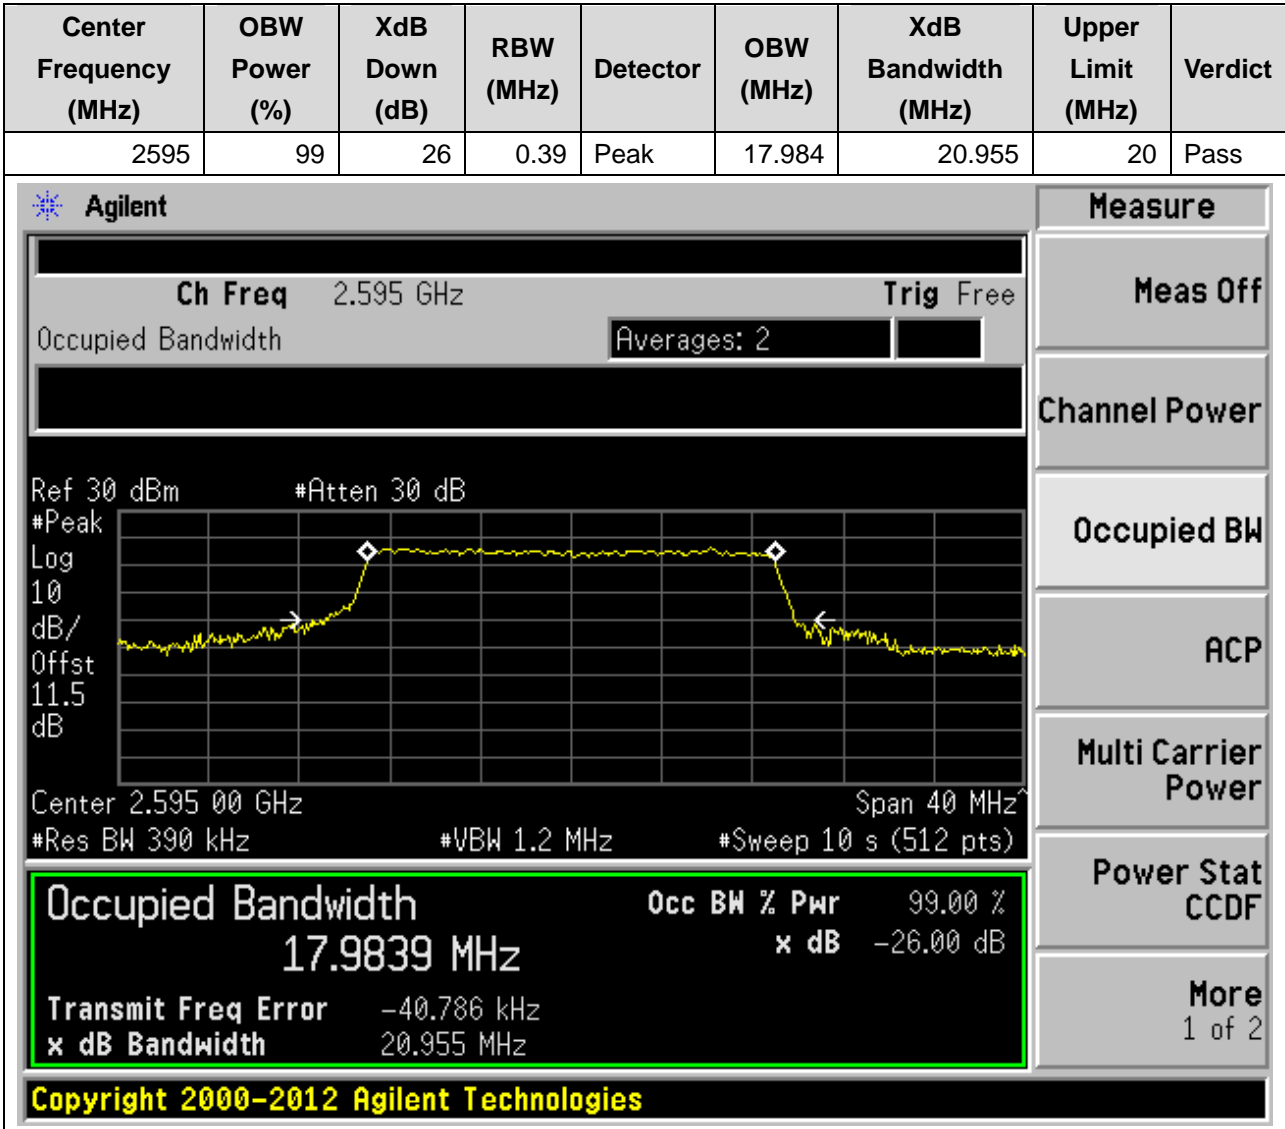 Center Frequency (MHz) OBW Power (%) XdB Down (dB) RBW (MHz) Detector OBW (MHz) XdB Bandwidth (MHz) Upper Limit (MHz) Verdict
2595 99 26 0.39 Peak 17.984 20.955 20 Pass
Agilent
Measure
Ch Freq 2.595 GHz Trig Free
Occupied Bandwidth Averages: 2
Meas Off
Channel Power
Occupied BW
ACP
Multi Carrier
Power
Power Stat
CCDF
More
1 of 2
Ref 30 dBm #Atten 30 dB
#Peak
Log
10
dB/
Offst
11.5
dB
Center 2.595 00 GHz Span 40 MHz^
#Res BW 390 kHz #VBW 1.2 MHz #Sweep 10 s (512 pts)
Occupied Bandwidth Occ BW % Pwr 99.00 %
17.9839 MHz x dB -26.00 dB
Transmit Freq Error -40.786 kHz
x dB Bandwidth 20.955 MHz
Copyright 2000-2012 Agilent Technologies